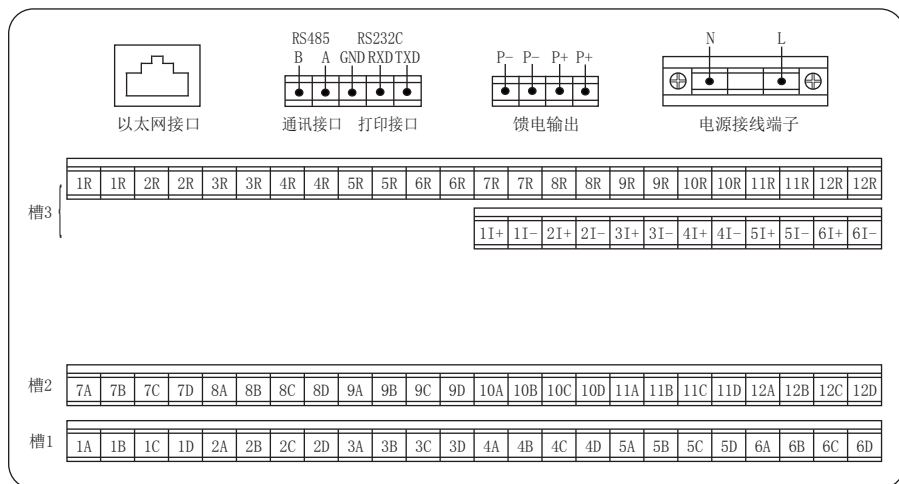 RS485 RS232C
B A GND RXD TXD
P- P- P+ P+
N L
以太网接口 通讯接口 打印接口 馈电输出 电源接线端子
1R 1R 2R 2R 3R 3R 4R 4R 5R 5R 6R 6R 7R 7R 8R 8R 9R 9R 10R 10R 11R 11R 12R 12R
槽3
1I+ 1I- 2I+ 2I- 3I+ 3I- 4I+ 4I- 5I+ 5I- 6I+ 6I-
槽2 7A 7B 7C 7D 8A 8B 8C 8D 9A 9B 9C 9D 10A 10B 10C 10D 11A 11B 11C 11D 12A 12B 12C 12D
槽1 1A 1B 1C 1D 2A 2B 2C 2D 3A 3B 3C 3D 4A 4B 4C 4D 5A 5B 5C 5D 6A 6B 6C 6D